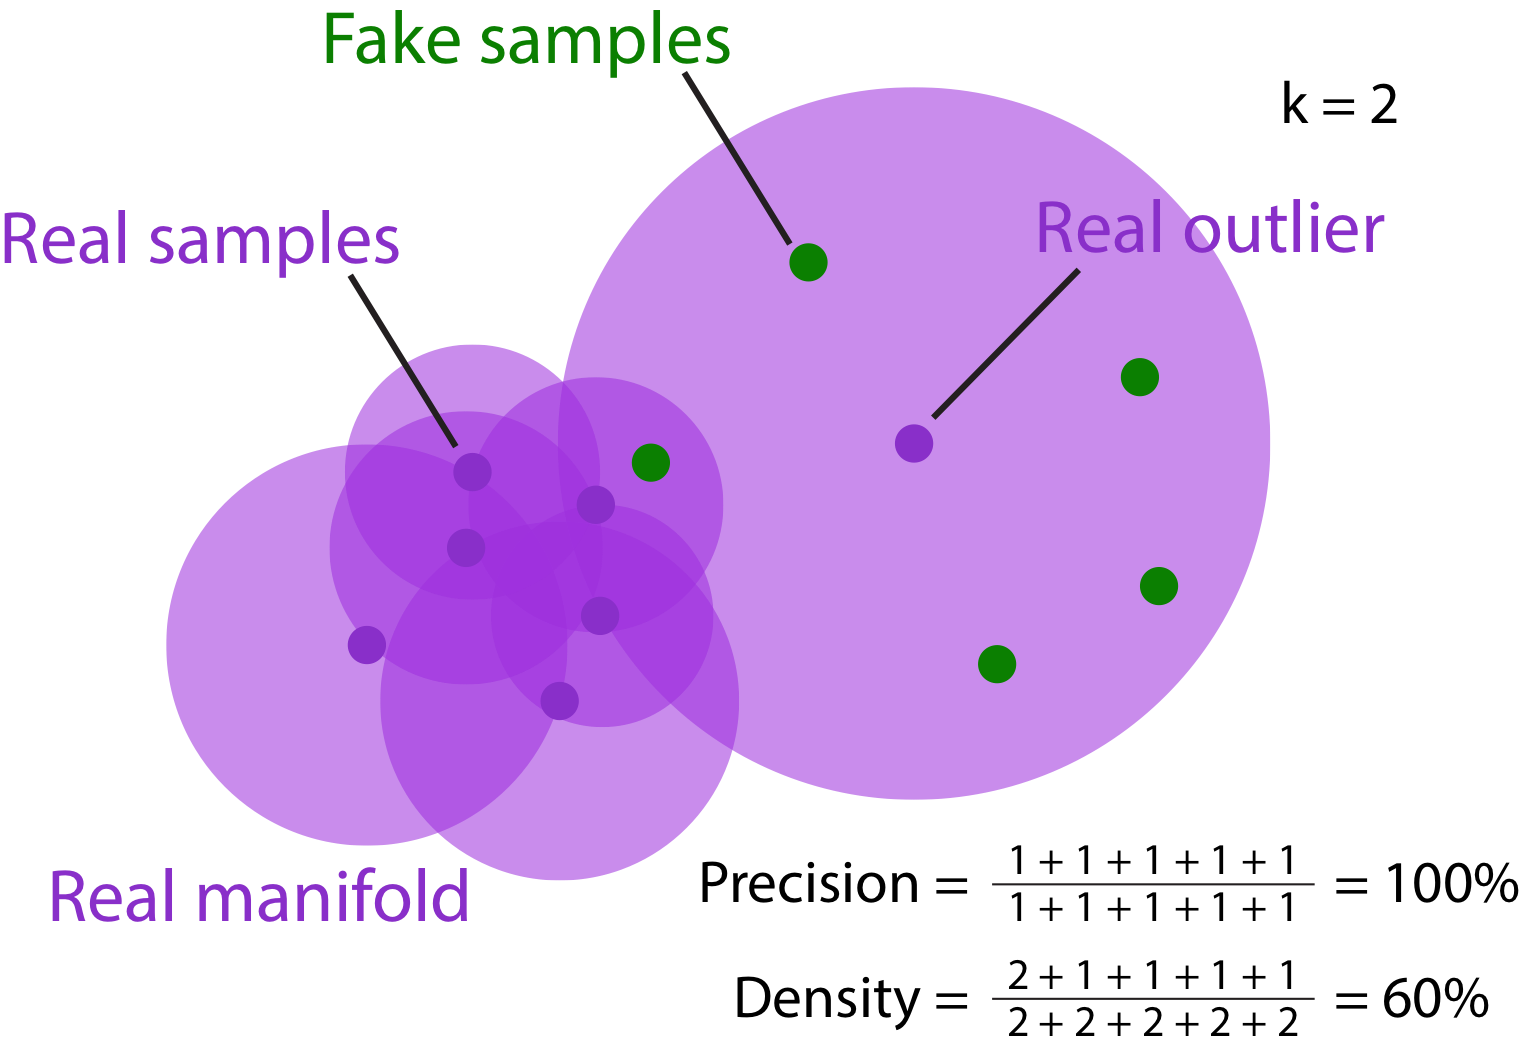 Fake samples
k = 2
Real samples
Real outlier
Real manifold
Precision = 1 + 1 + 1 + 1 + 1 / 1 + 1 + 1 + 1 + 1 = 100%
Density = 2 + 1 + 1 + 1 + 1 / 2 + 2 + 2 + 2 + 2 = 60%